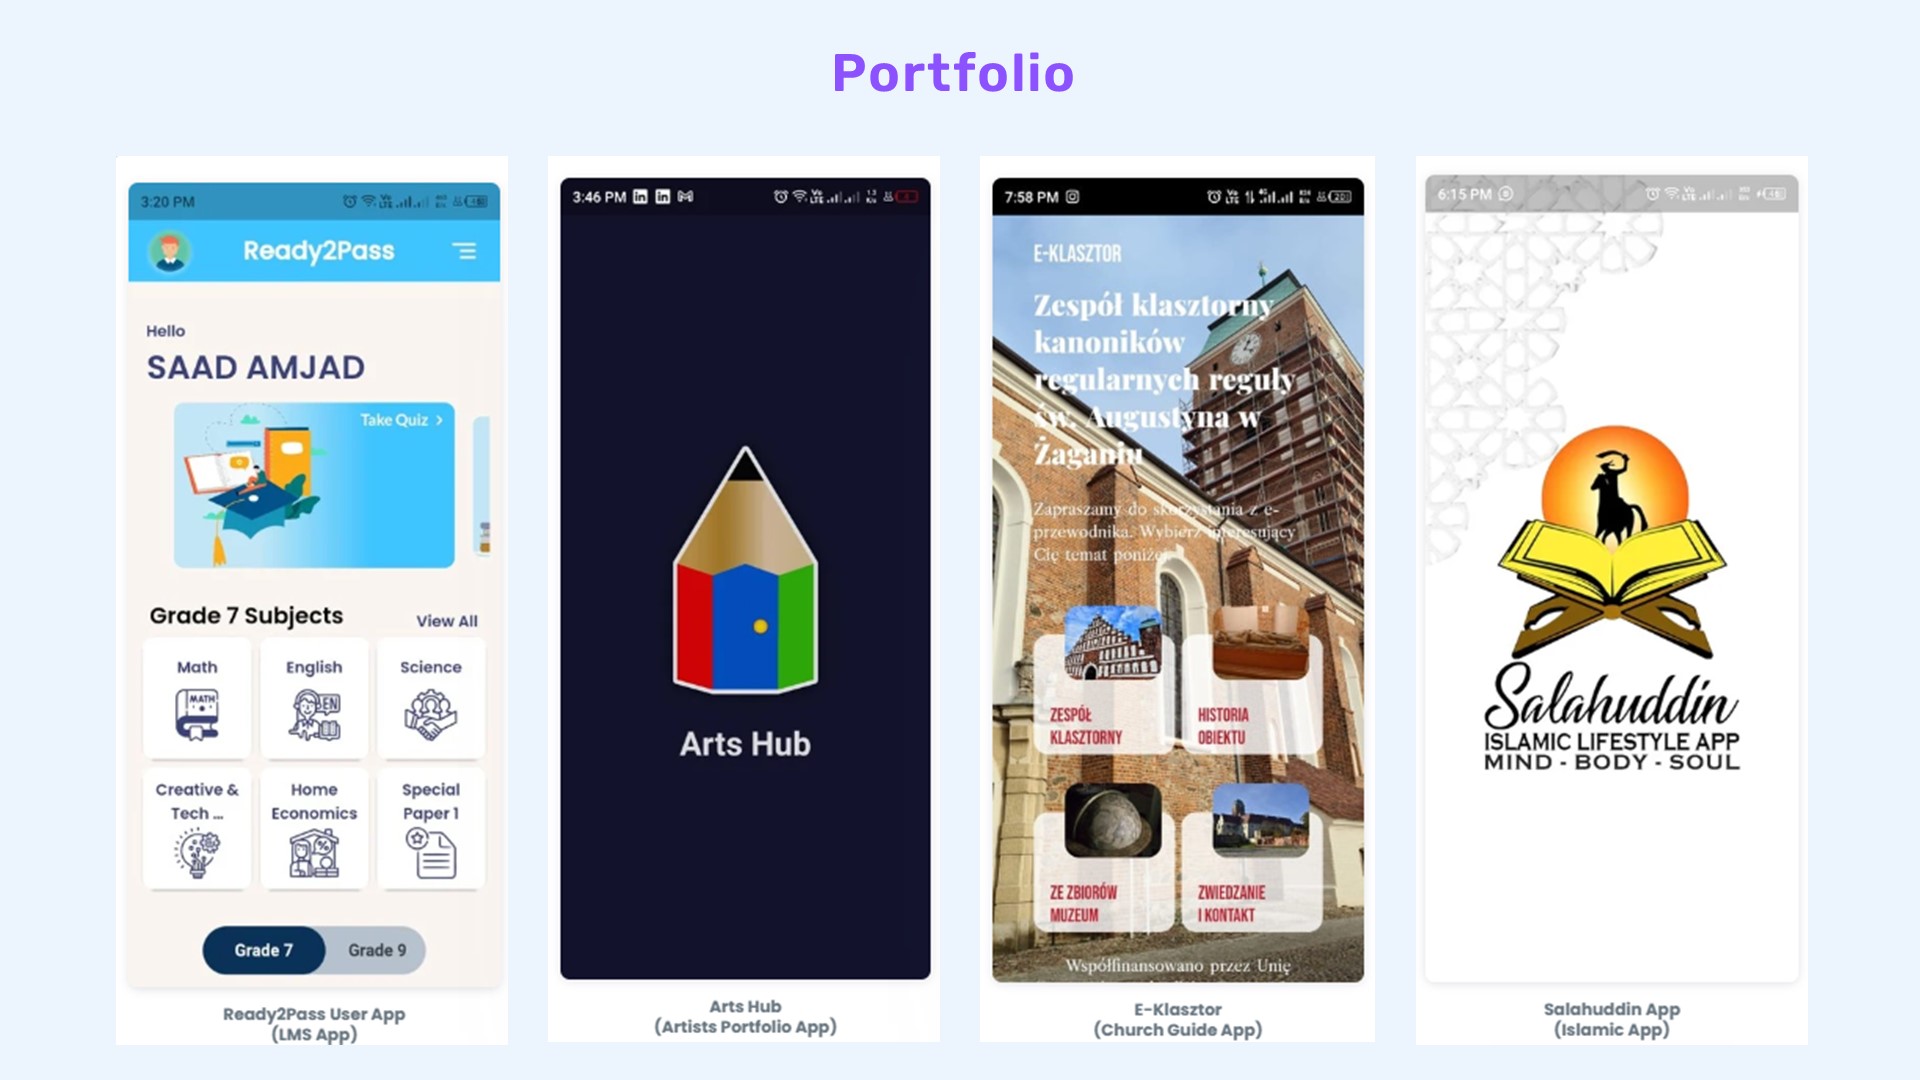 Portfolio
3:20 PM
Ready2Pass
Hello
SAAD AMJAD
Take Quiz >
Grade 7 Subjects
View All
Math
English
Science
MATH
EN
Creative &
Tech ...
Home
Economics
Special
Paper 1
Grade 7
Grade 9
Ready2Pass User App
(LMS App)
3:46 PM
Arts Hub
Arts Hub
(Artists Portfolio App)
7:58 PM
E-KLASZTOR
Zespół klasztorny
kanoników
regularnych reguły
św. Augustyna w
Żaganiu
Zapraszamy do skorzystania z e-
przewodnika. Wybierz interesujący
Cię temat poniżej
ZESPÓŁ
KLASZTORNY
HISTORIA
OBIEKTU
ZE ZBIORÓW
MUZEUM
ZWIEDZANIE
I KONTAKT
Współfinansowano przez Unię
E-Klasztor
(Church Guide App)
6:15 PM
Salahuddin
ISLAMIC LIFESTYLE APP
MIND - BODY - SOUL
Salahuddin App
(Islamic App)